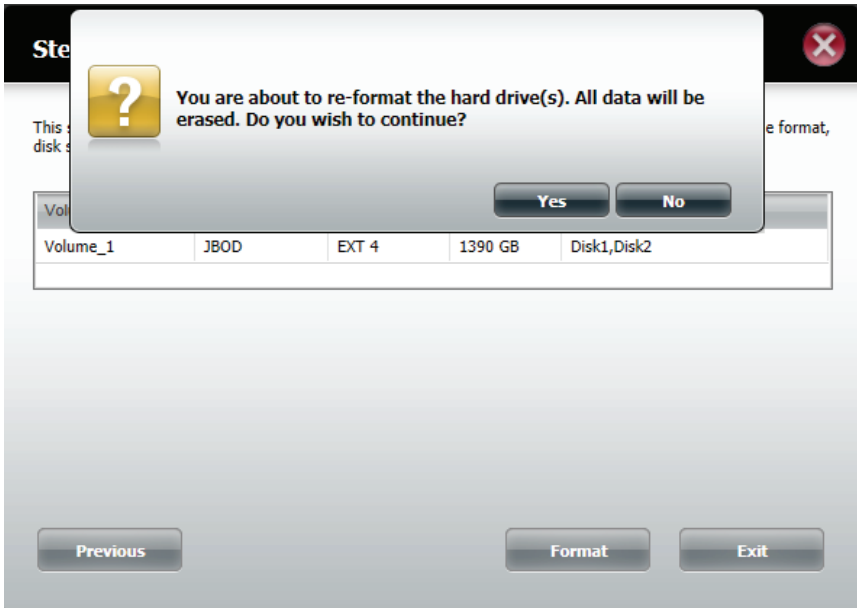 Ste
You are about to re-format the hard drive(s). All data will be
erased. Do you wish to continue?
This
e format,
disk s
Yes No
Vol
Volume_1 JBOD EXT 4 1390 GB Disk1,Disk2
Previous Format Exit